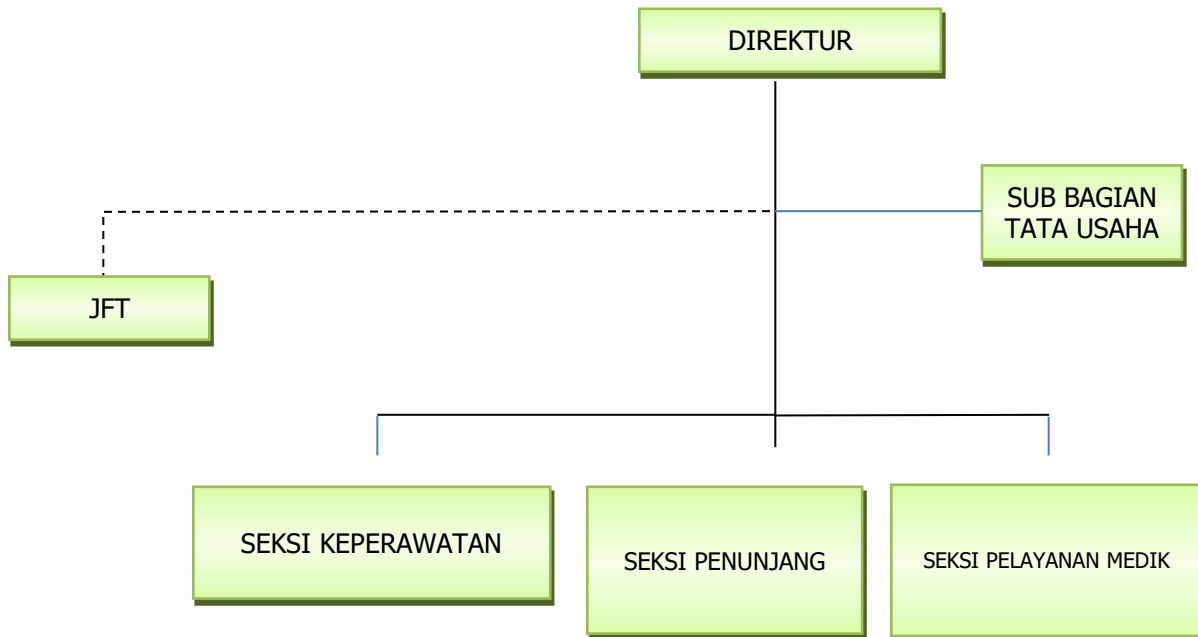 DIREKTUR
SUB BAGIAN
TATA USAHA
JFT
SEKSI KEPERAWATAN
SEKSI PENUNJANG
SEKSI PELAYANAN MEDIK